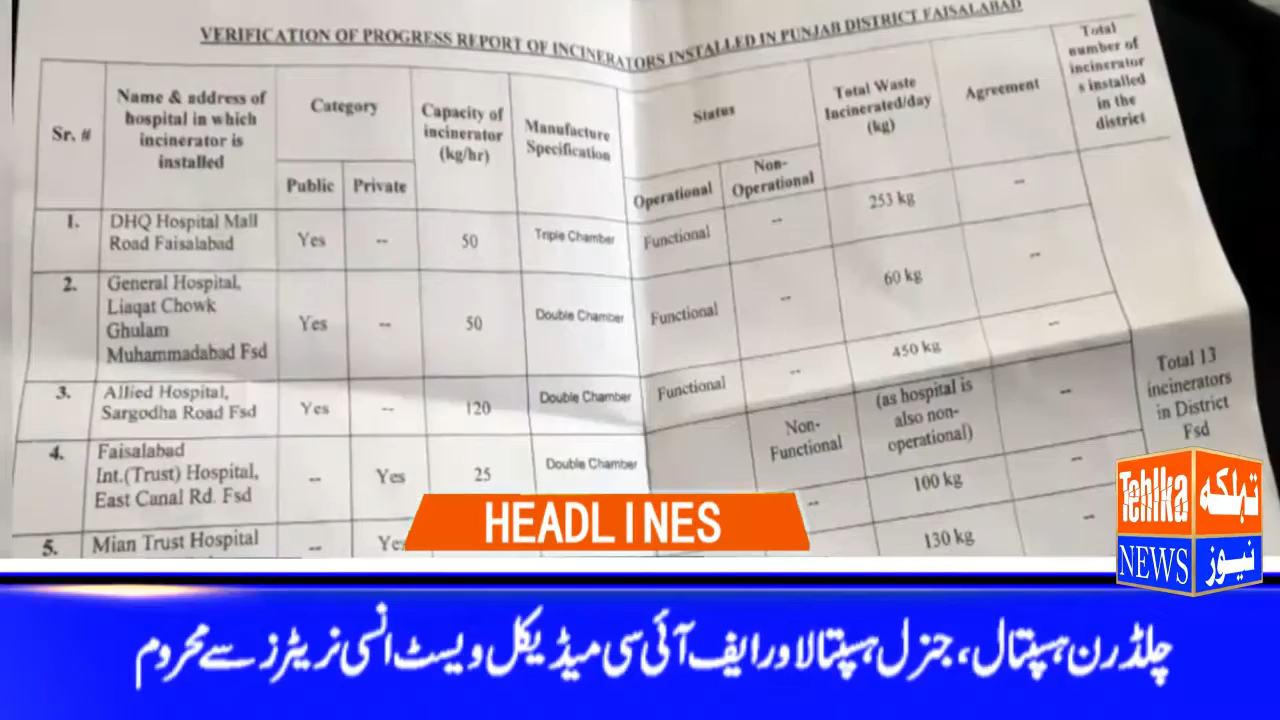 VERIFICATION OF PROGRESS REPORT OF INCINERATORS INSTALLED IN PUNJAB DISTRICT FAISALABAD
Sr. #
Name & address of
hospital in which
incinerator is
installed
Category
Public
Private
Capacity of
incinerator
(kg/hr)
Manufacture
Specification
Status
Operational
Non-
Operational
Total Waste
Incinerated/day
(kg)
Agreement
Total
number of
incinerator
s installed
in the
district
1.
DHQ Hospital Mall
Road Faisalabad
Yes
--
50
Triple Chamber
Functional
--
253 kg
--
2.
General Hospital,
Liaqat Chowk
Ghulam
Muhammadabad Fsd
Yes
--
50
Double Chamber
Functional
--
60 kg
--
3.
Allied Hospital,
Sargodha Road Fsd
Yes
--
120
Double Chamber
Functional
--
450 kg
--
4.
Faisalabad
Int.(Trust) Hospital,
East Canal Rd. Fsd
--
Yes
25
Double Chamber
Non-
Functional
(as hospital is
also non-
operational)
--
Total 13
incinerators
in District
Fsd
5.
Mian Trust Hospital
--
Yes
--
100 kg
--
130 kg
--
HEADLINES
Tehlka
تہلکہ
NEWS
نیوز
چلڈرن ہسپتال، جنرل ہسپتالاور ایف آئی سی میڈیکل ویسٹ انسی نریٹرز سے محروم